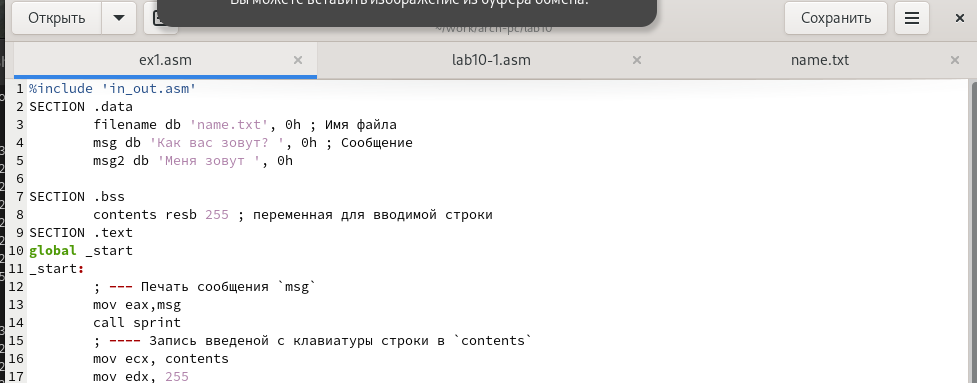 Вы можете вставить изображение из буфера обмена.
Открыть
Сохранить
~/work/arch-pc/lab10
ex1.asm
lab10-1.asm
name.txt
1 %include 'in_out.asm'
2 SECTION .data
3 filename db 'name.txt', 0h ; Имя файла
4 msg db 'Как вас зовут? ', 0h ; Сообщение
5 msg2 db 'Меня зовут ', 0h
6
7 SECTION .bss
8 contents resb 255 ; переменная для вводимой строки
9 SECTION .text
10 global _start
11 _start:
12 ; --- Печать сообщения `msg`
13 mov eax,msg
14 call sprint
15 ; ---- Запись введеной с клавиатуры строки в `contents`
16 mov ecx, contents
17 mov edx, 255